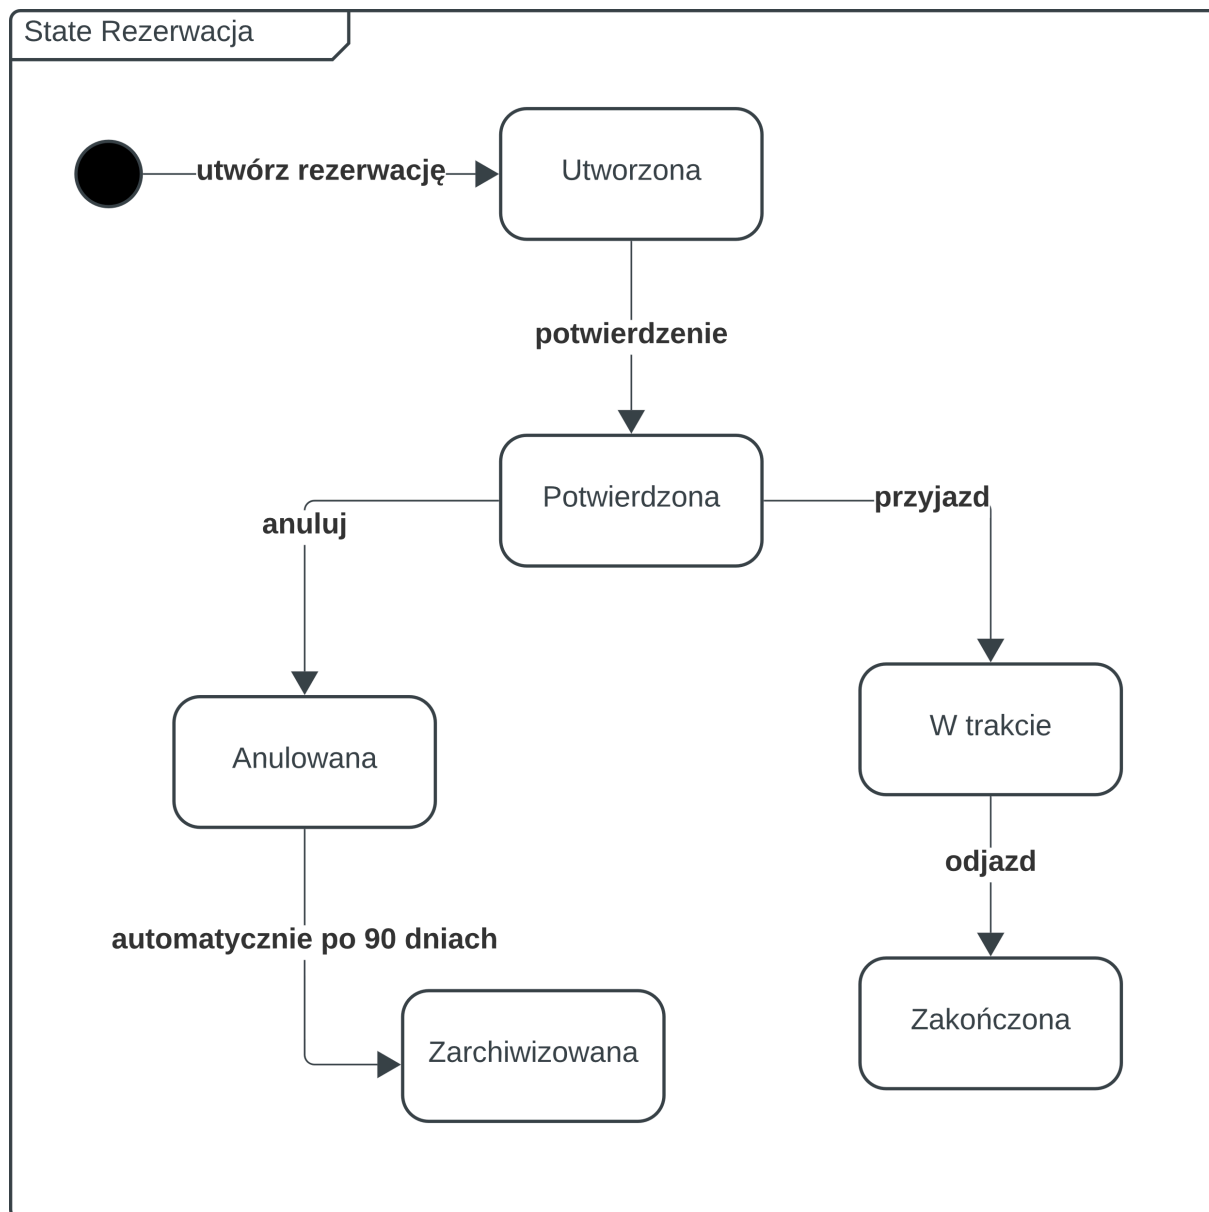 State Rezerwacja
utwórz rezerwację
Utworzona
potwierdzenie
Potwierdzona
przyjazd
anuluj
W trakcie
Anulowana
odjazd
automatycznie po 90 dniach
Zakończona
Zarchiwizowana